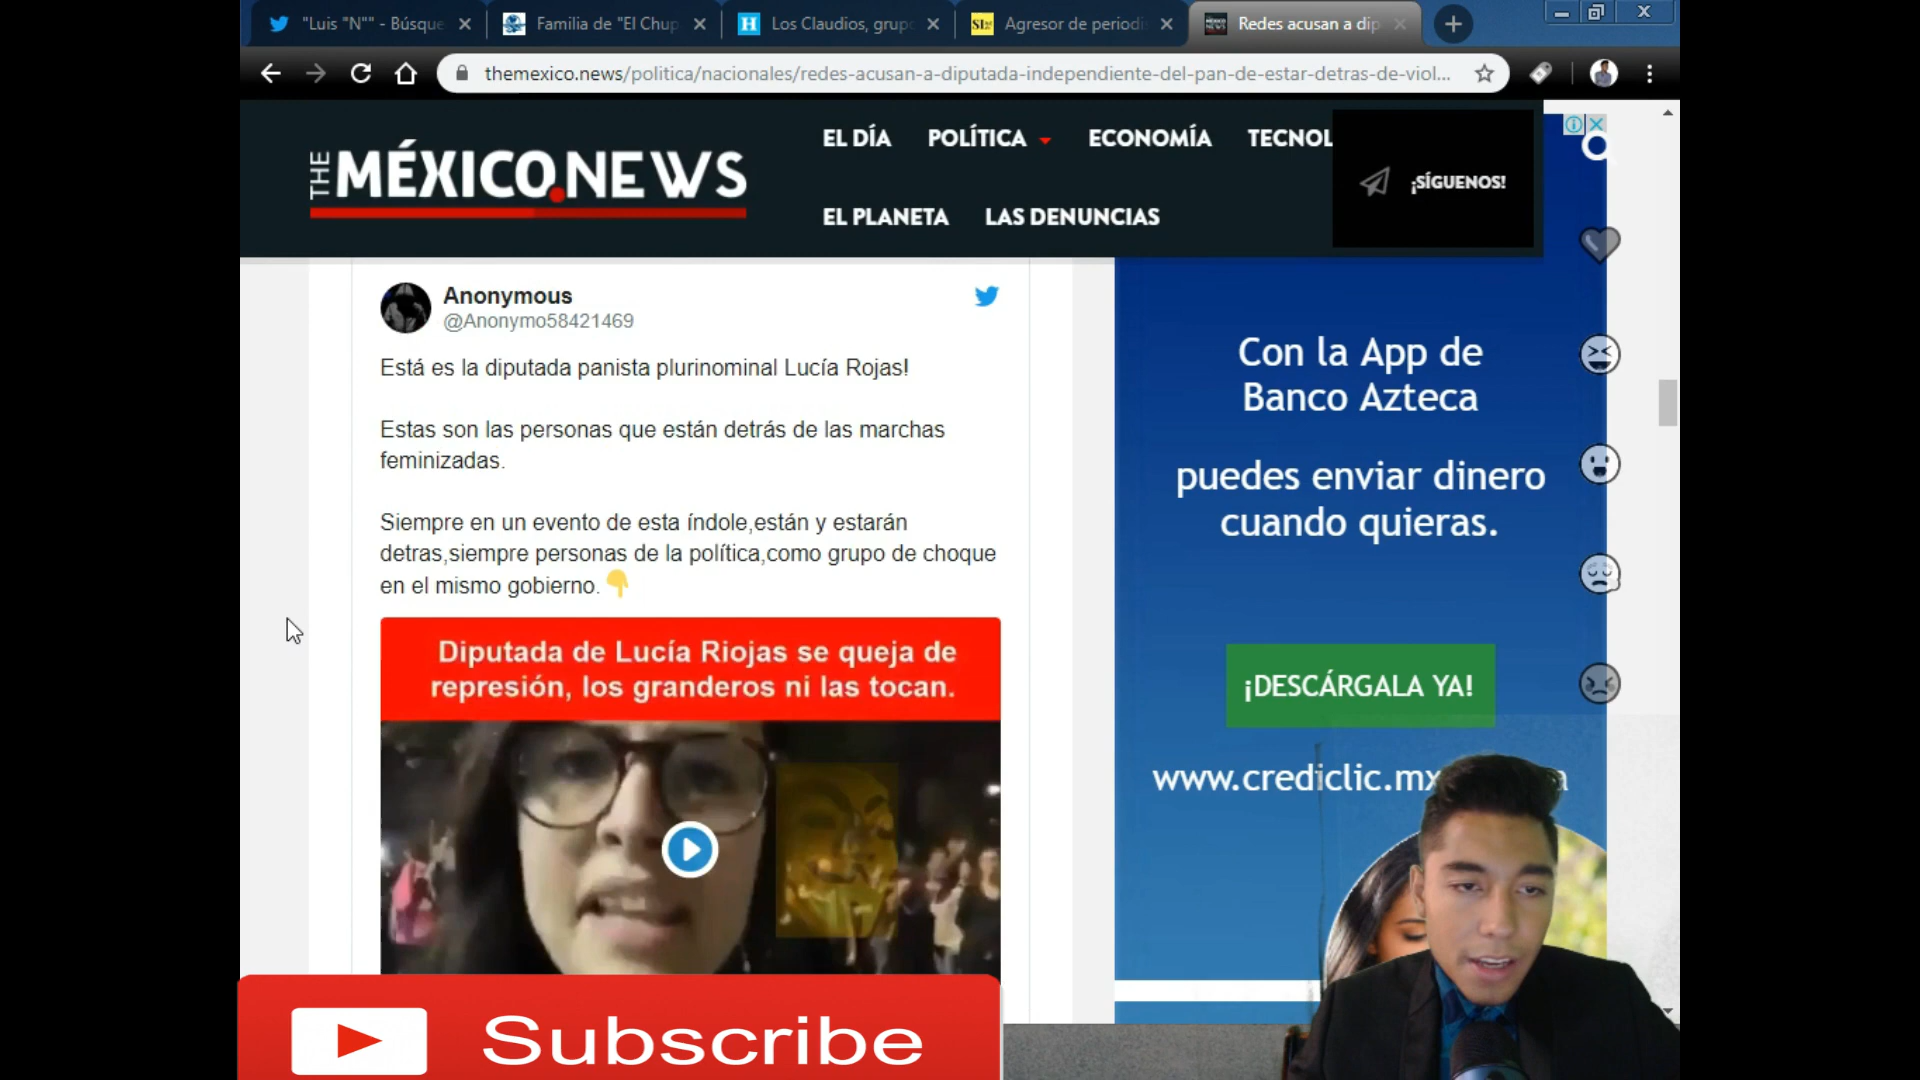 "Luis "N"" - Búsque
Familia de "El Chup
Los Claudios, grupo
Agresor de periodis
Redes acusan a dip
themexico.news/politica/nacionales/redes-acusan-a-diputada-independiente-del-pan-de-estar-detras-de-viol...
THE MÉXICO.NEWS
EL DÍA POLÍTICA ECONOMÍA TECNOL
EL PLANETA LAS DENUNCIAS
¡SÍGUENOS!
Anonymous
@Anonymo58421469
Está es la diputada panista plurinominal Lucía Rojas!
Estas son las personas que están detrás de las marchas
feminizadas.
Siempre en un evento de esta índole,están y estarán
detras,siempre personas de la política,como grupo de choque
en el mismo gobierno.
Diputada de Lucía Riojas se queja de
represión, los granderos ni las tocan.
Con la App de
Banco Azteca
puedes enviar dinero
cuando quieras.
¡DESCÁRGALA YA!
www.crediclic.mx
Subscribe